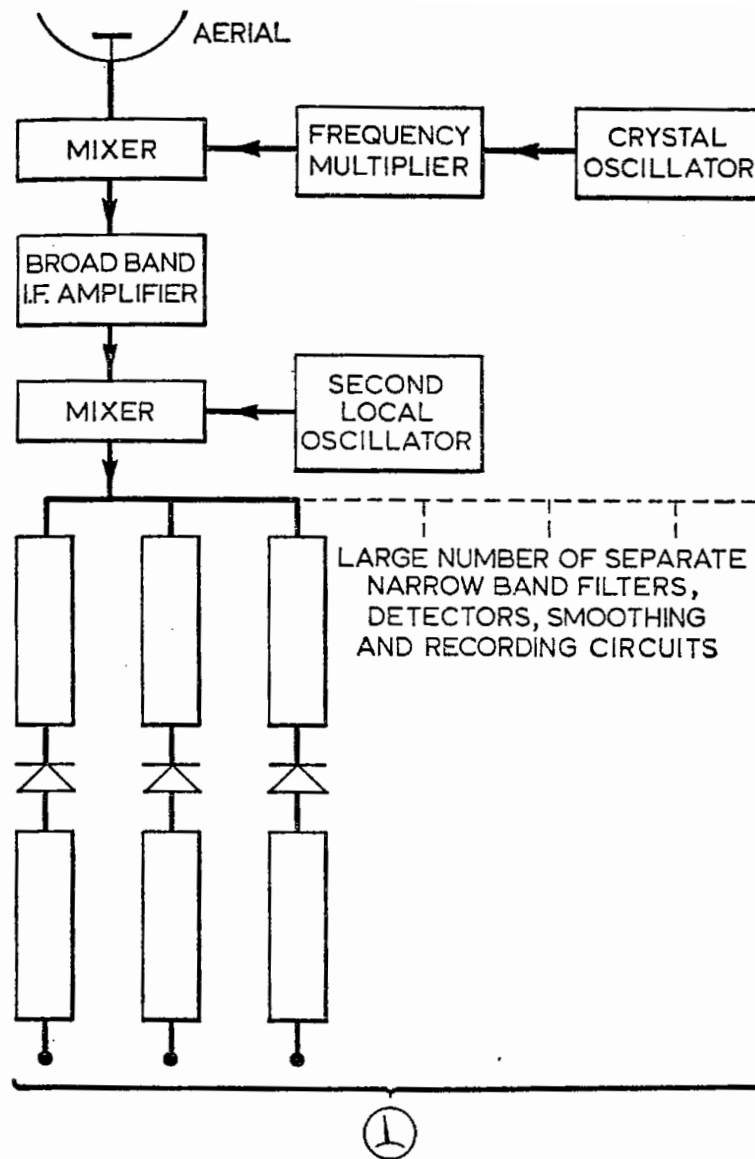 AERIAL
MIXER
FREQUENCY
MULTIPLIER
CRYSTAL
OSCILLATOR
BROAD BAND
I.F. AMPLIFIER
MIXER
SECOND
LOCAL
OSCILLATOR
LARGE NUMBER OF SEPARATE
NARROW BAND FILTERS,
DETECTORS, SMOOTHING
AND RECORDING CIRCUITS